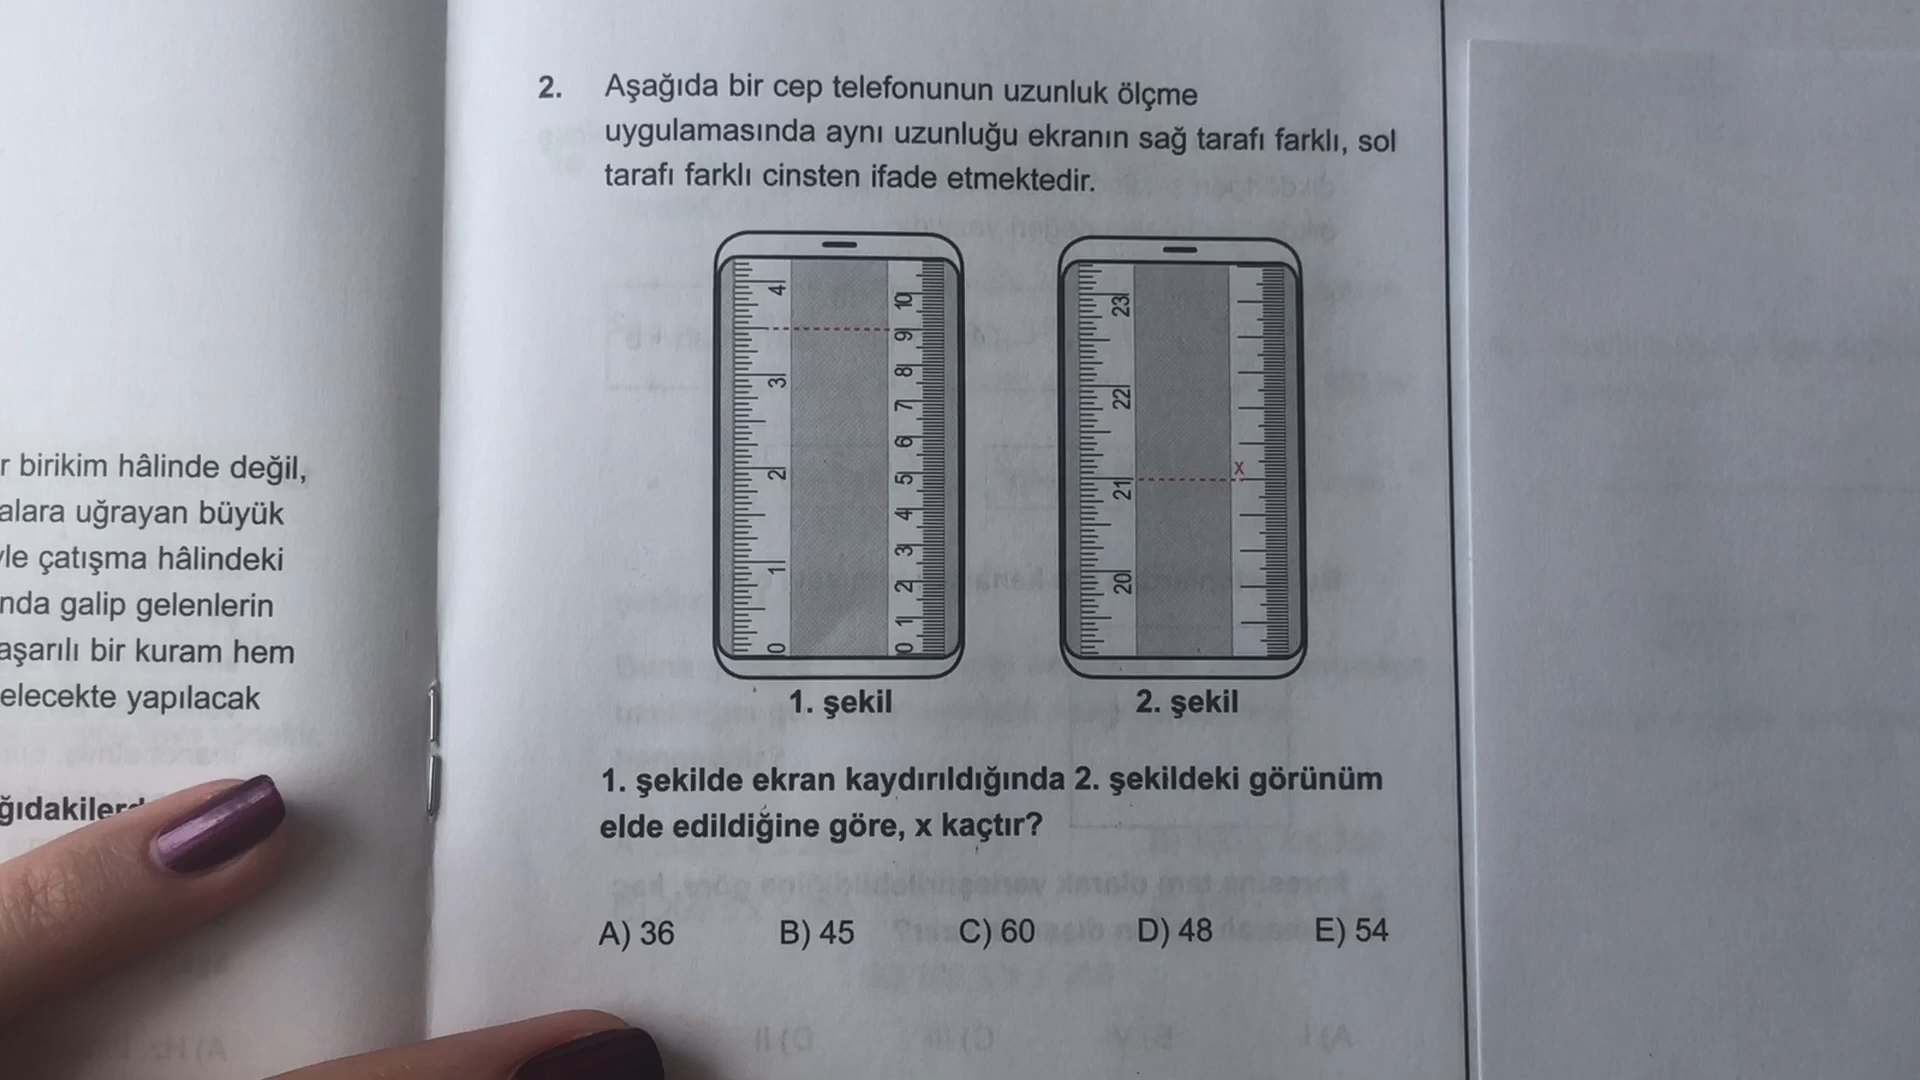 r birikim hâlinde değil,
alara uğrayan büyük
yle çatışma hâlindeki
nda galip gelenlerin
aşarılı bir kuram hem
elecekte yapılacak
ğıdakiler
2. Aşağıda bir cep telefonunun uzunluk ölçme
uygulamasında aynı uzunluğu ekranın sağ tarafı farklı, sol
tarafı farklı cinsten ifade etmektedir.
4
3
2
1
0
10
9
8
7
6
5
4
3
2
1
0
1. şekil
23
22
21
20
x
2. şekil
1. şekilde ekran kaydırıldığında 2. şekildeki görünüm
elde edildiğine göre, x kaçtır?
A) 36 B) 45 C) 60 D) 48 E) 54